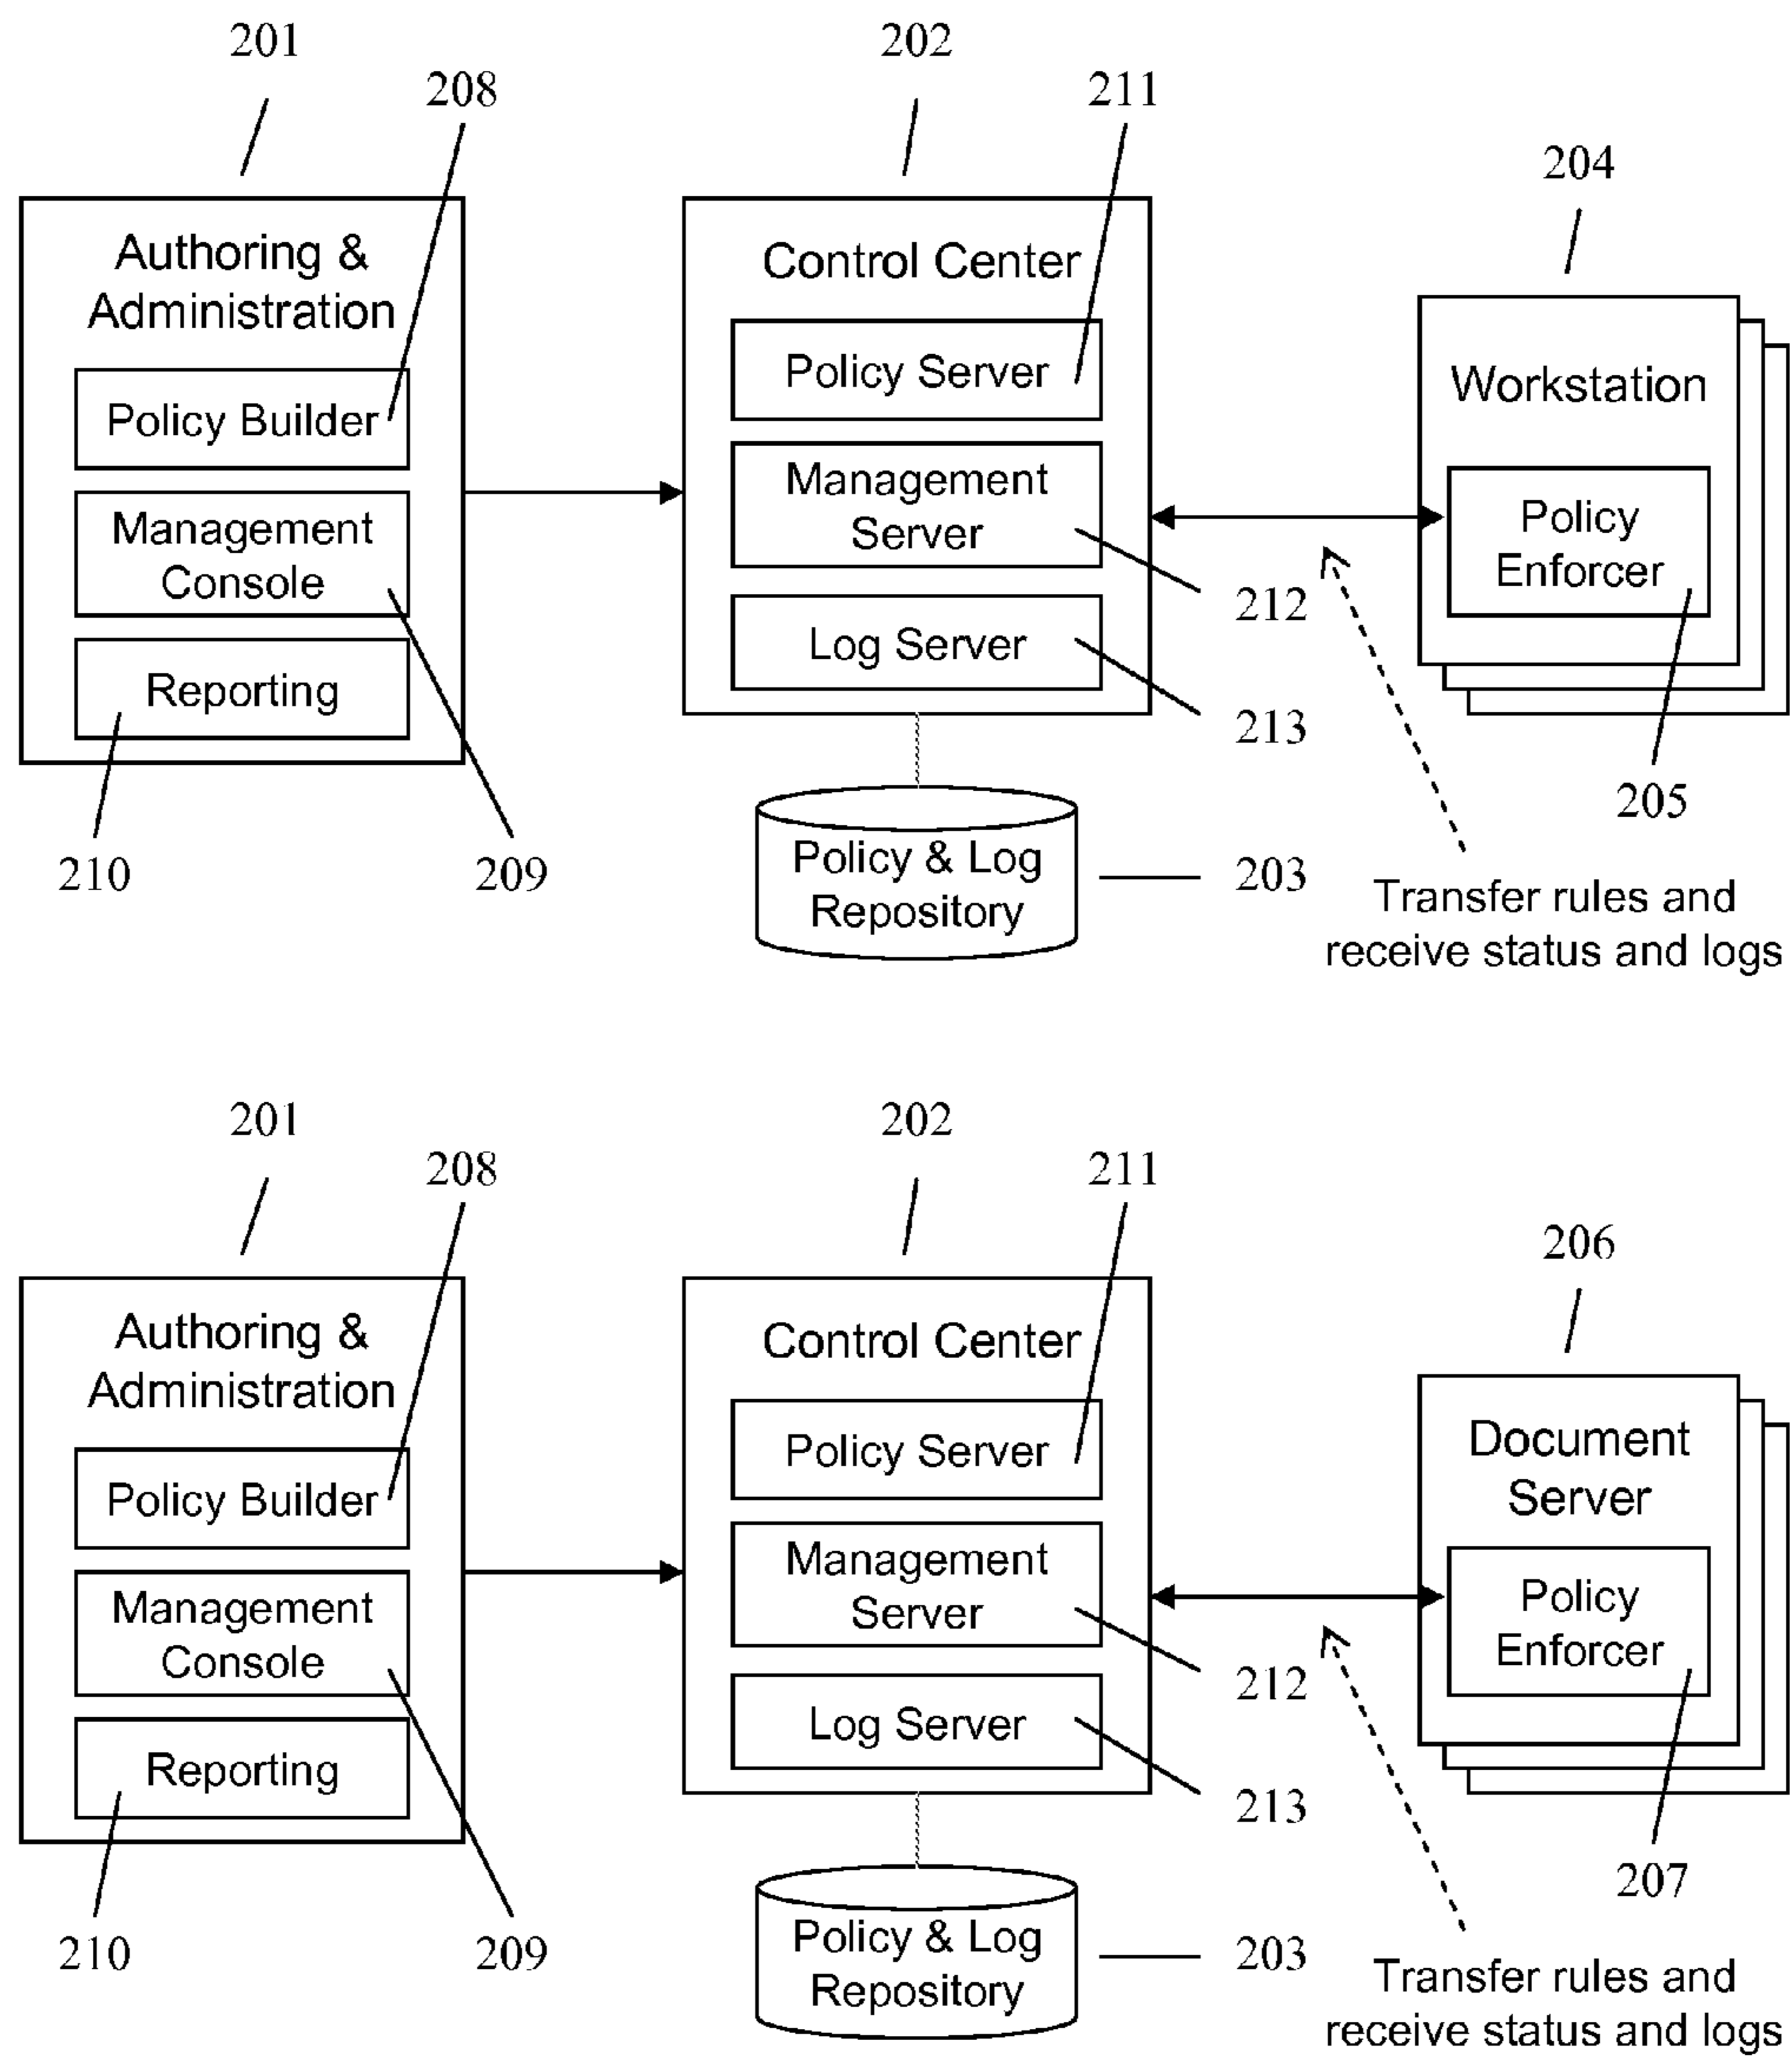 201
202
208
211
204
Authoring &
Administration
Control Center
Policy Server
Workstation
Policy Builder
Management
Server
Management
Console
Policy
Enforcer
212
Log Server
Reporting
213
205
210
209
Policy & Log
Repository
203
Transfer rules and
receive status and logs
201
202
208
211
206
Authoring &
Administration
Control Center
Policy Server
Document
Server
Policy Builder
Management
Server
Management
Console
Policy
Enforcer
212
Log Server
Reporting
213
207
210
209
Policy & Log
Repository
203
Transfer rules and
receive status and logs